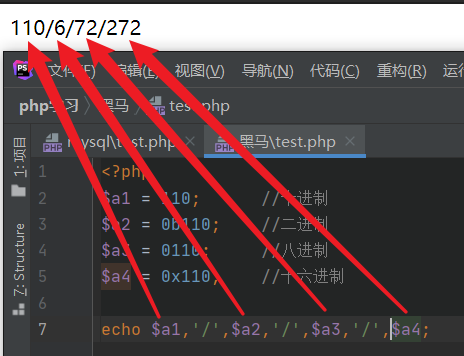 110/6/72/272
文件(F) 编辑(E) 视图(V) 导航(N) 代码(C) 重构(R)
php学习 黑马 test.php
mysql\test.php 黑马\test.php
1: 项目
Z: Structure
1 <?php
2 $a1 = 110; //十进制
3 $a2 = 0b110; //二进制
4 $a3 = 0110; //八进制
5 $a4 = 0x110; //十六进制
6
7 echo $a1,'/',$a2,'/',$a3,'/',$a4;